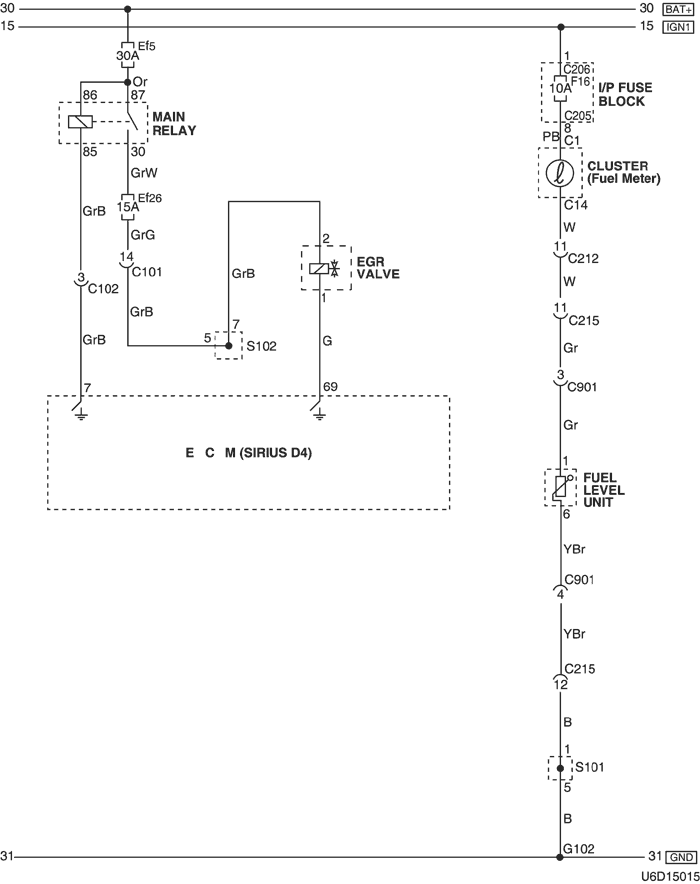 30
30 BAT+
15
15 IGN1
Ef5
30A
Or
86
87
MAIN
RELAY
85
30
GrW
Ef26
15A
GrB
GrG
14
C101
3
C102
GrB
GrB
7
GrB
5
7
S102
2
EGR
VALVE
1
G
69
E C M (SIRIUS D4)
1
C206
F16
10A
I/P FUSE
BLOCK
C205
8
PB
C1
CLUSTER
(Fuel Meter)
C14
W
11
C212
W
11
C215
Gr
3
C901
Gr
1
FUEL
LEVEL
UNIT
6
YBr
C901
4
YBr
C215
12
B
1
S101
5
B
G102
31
31 GND
U6D15015